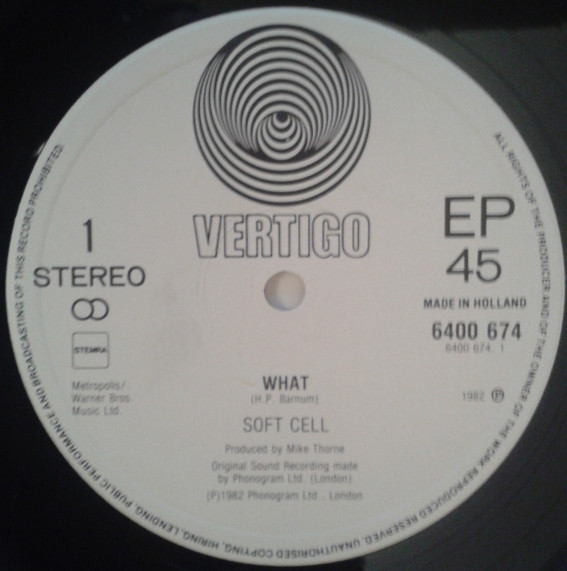 VERTIGO
1
STEREO
STEMRA
Metropolis/
Warner Bros.
Music Ltd.
EP
45
MADE IN HOLLAND
6400 674
6400 674. 1
1982 Ⓟ
WHAT
(H.P. Barnum)
SOFT CELL
Produced by Mike Thorne
Original Sound Recording made
by Phonogram Ltd. (London)
(P)1982 Phonogram Ltd., London
ALL RIGHTS OF THE PRODUCER AND OF THE OWNER OF THE WORK REPRODUCED RESERVED. UNAUTHORISED COPYING, HIRING, LENDING, PUBLIC PERFORMANCE AND BROADCASTING OF THIS RECORD PROHIBITED.